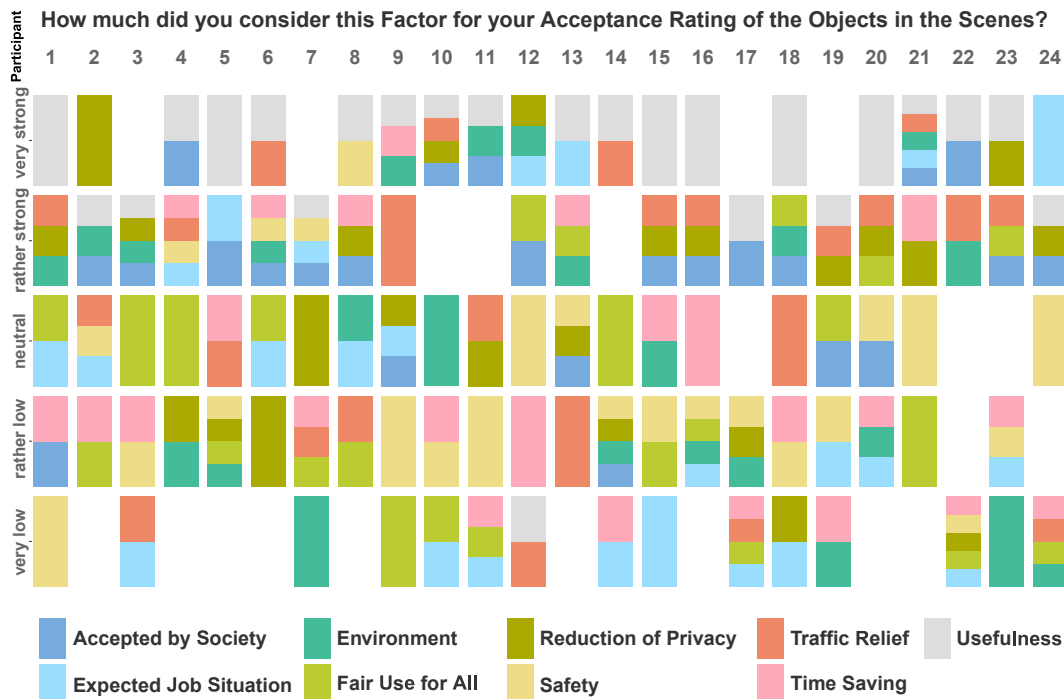 How much did you consider this Factor for your Acceptance Rating of the Objects in the Scenes?
Participant
1 2 3 4 5 6 7 8 9 10 11 12 13 14 15 16 17 18 19 20 21 22 23 24
very strong
rather strong
neutral
rather low
very low
Accepted by Society Environment Reduction of Privacy Traffic Relief Usefulness
Expected Job Situation Fair Use for All Safety Time Saving